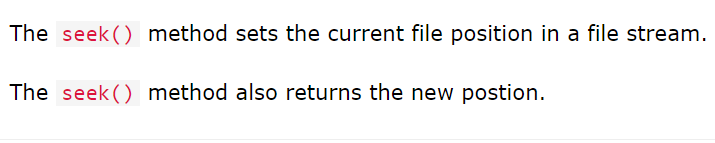 The seek() method sets the current file position in a file stream.
The seek() method also returns the new postion.